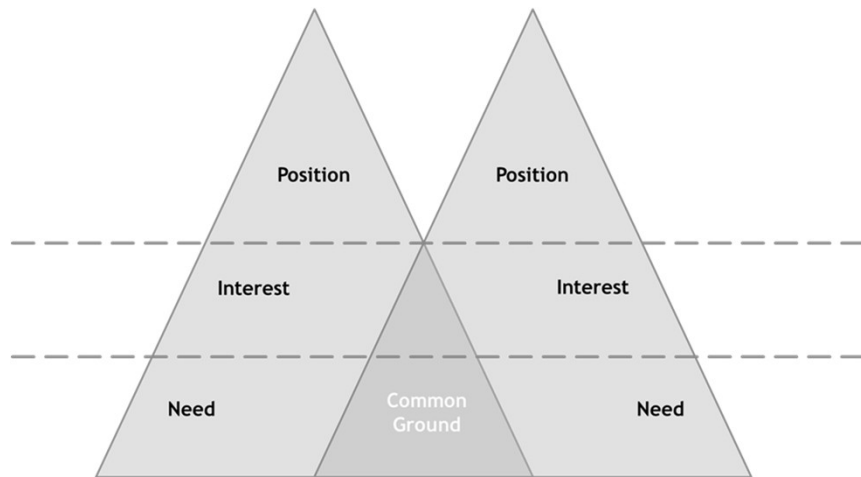 Position
Position
Interest
Interest
Need
Common
Ground
Need